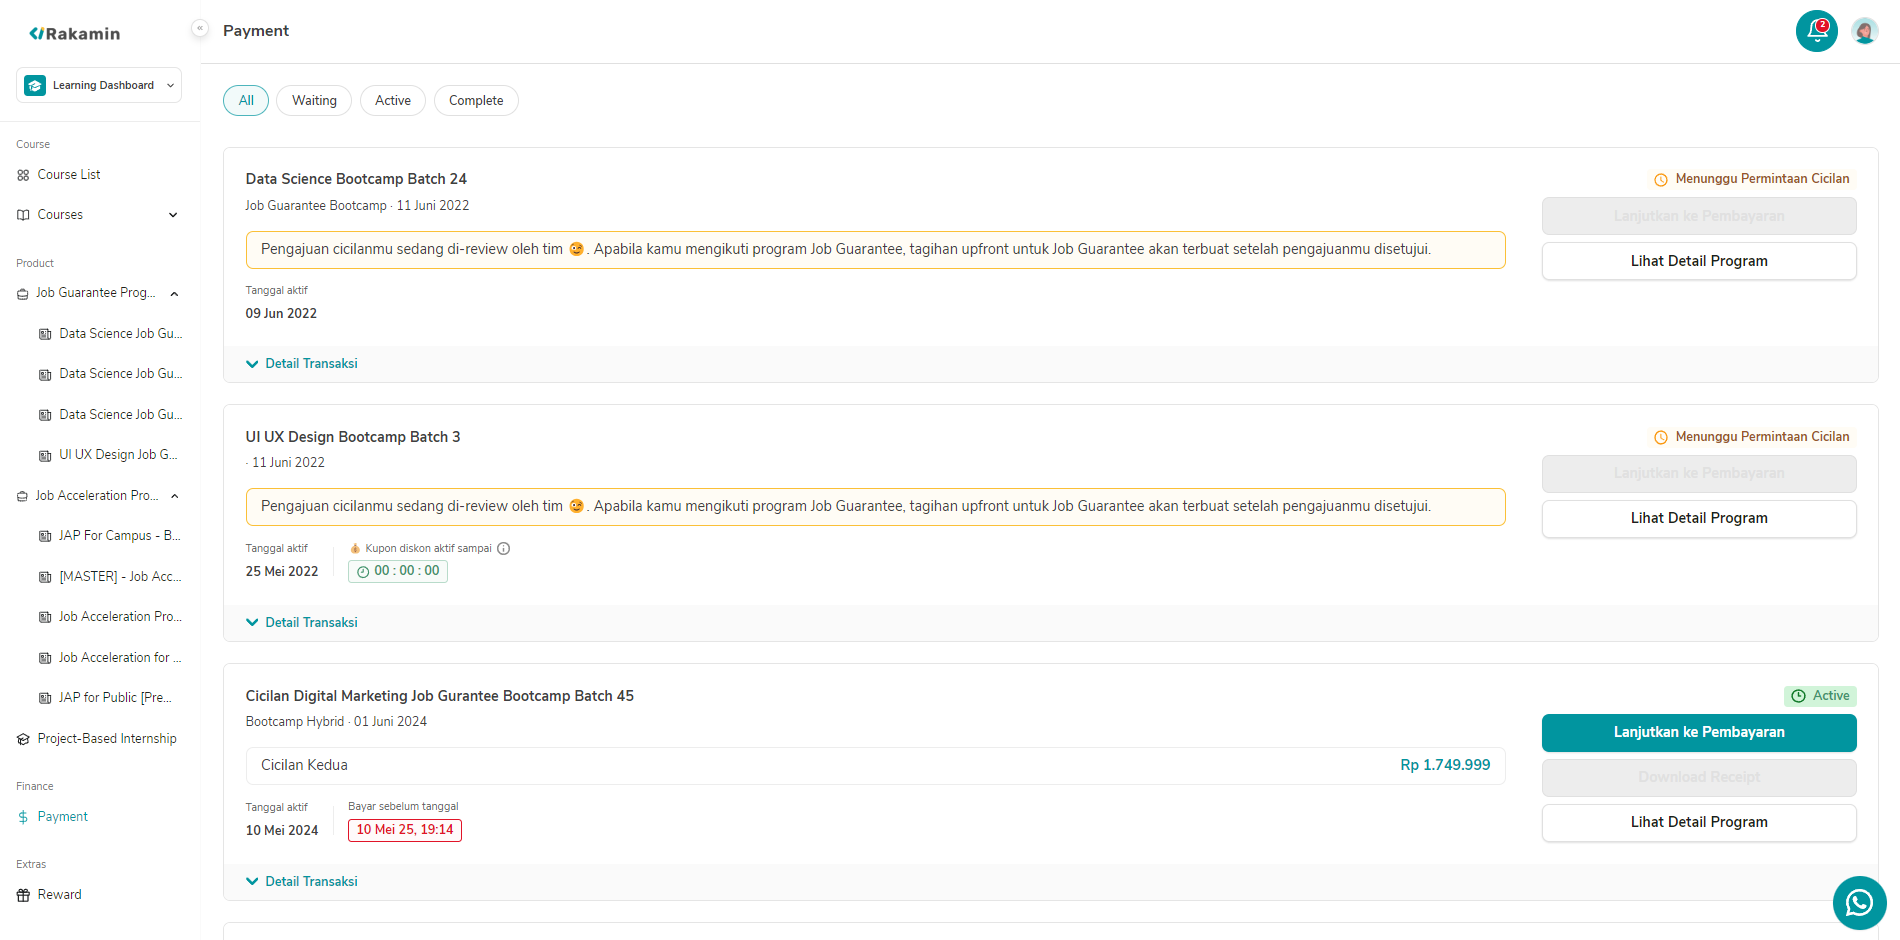 Rakamin
Payment
2
Learning Dashboard
All
Waiting
Active
Complete
Course
Course List
Courses
Product
Job Guarantee Prog...
Data Science Job Gu...
Data Science Job Gu...
Data Science Job Gu...
UI UX Design Job G...
Job Acceleration Pro...
JAP For Campus - B...
[MASTER] - Job Acc...
Job Acceleration Pro...
Job Acceleration for ...
JAP for Public [Pre...
Project-Based Internship
Finance
Payment
Extras
Reward
Data Science Bootcamp Batch 24
Menunggu Permintaan Cicilan
Job Guarantee Bootcamp · 11 Juni 2022
Lanjutkan ke Pembayaran
Pengajuan cicilanmu sedang di-review oleh tim 😉. Apabila kamu mengikuti program Job Guarantee, tagihan upfront untuk Job Guarantee akan terbuat setelah pengajuanmu disetujui.
Lihat Detail Program
Tanggal aktif
09 Jun 2022
Detail Transaksi
UI UX Design Bootcamp Batch 3
Menunggu Permintaan Cicilan
· 11 Juni 2022
Lanjutkan ke Pembayaran
Pengajuan cicilanmu sedang di-review oleh tim 😉. Apabila kamu mengikuti program Job Guarantee, tagihan upfront untuk Job Guarantee akan terbuat setelah pengajuanmu disetujui.
Lihat Detail Program
Tanggal aktif
25 Mei 2022
💰 Kupon diskon aktif sampai
00 : 00 : 00
Detail Transaksi
Cicilan Digital Marketing Job Gurantee Bootcamp Batch 45
Active
Bootcamp Hybrid · 01 Juni 2024
Lanjutkan ke Pembayaran
Cicilan Kedua
Rp 1.749.999
Download Receipt
Tanggal aktif
10 Mei 2024
Bayar sebelum tanggal
10 Mei 25, 19:14
Lihat Detail Program
Detail Transaksi